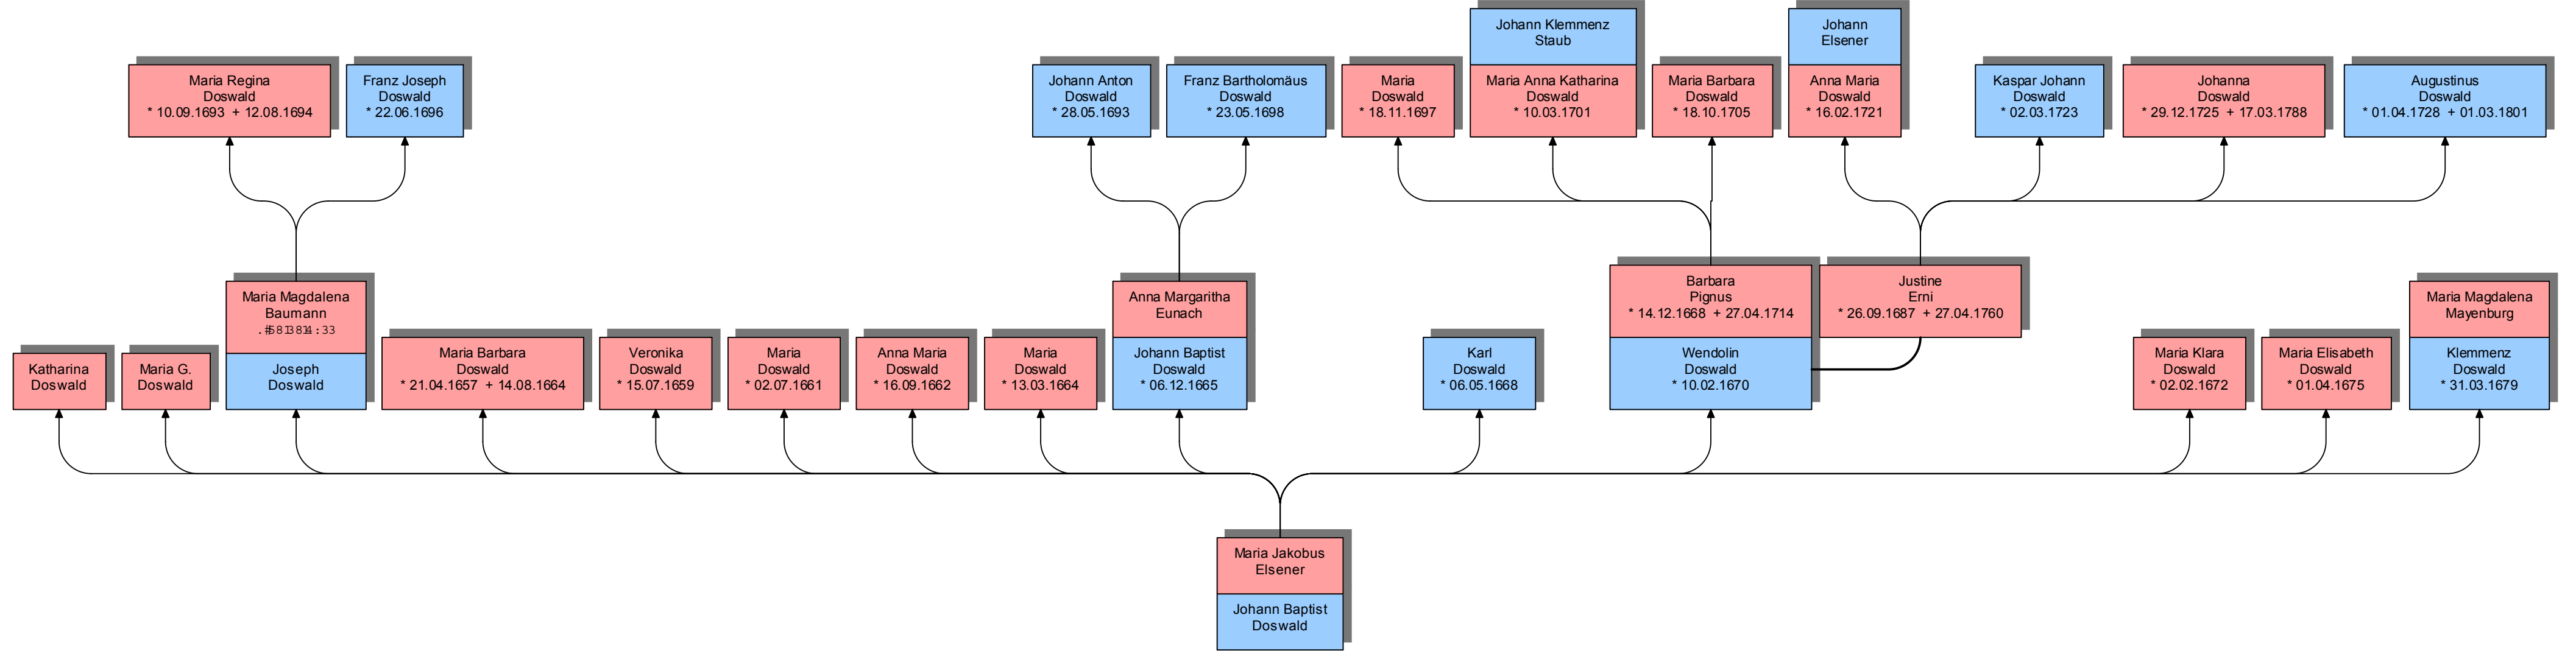 Johann Klemmenz
Staub
Johann
Elsener
Maria Regina
Doswald
* 10.09.1693 + 12.08.1694
Franz Joseph
Doswald
* 22.06.1696
Johann Anton
Doswald
* 28.05.1693
Franz Bartholomäus
Doswald
* 23.05.1698
Maria
Doswald
* 18.11.1697
Maria Anna Katharina
Doswald
* 10.03.1701
Maria Barbara
Doswald
* 18.10.1705
Anna Maria
Doswald
* 16.02.1721
Kaspar Johann
Doswald
* 02.03.1723
Johanna
Doswald
* 29.12.1725 + 17.03.1788
Augustinus
Doswald
* 01.04.1728 + 01.03.1801
Maria Magdalena
Baumann
Anna Margaritha
Eunach
Barbara
Pignus
* 14.12.1668 + 27.04.1714
Justine
Erni
* 26.09.1687 + 27.04.1760
Maria Magdalena
Mayenburg
Katharina
Doswald
Maria G.
Doswald
Joseph
Doswald
Maria Barbara
Doswald
* 21.04.1657 + 14.08.1664
Veronika
Doswald
* 15.07.1659
Maria
Doswald
* 02.07.1661
Anna Maria
Doswald
* 16.09.1662
Maria
Doswald
* 13.03.1664
Johann Baptist
Doswald
* 06.12.1665
Karl
Doswald
* 06.05.1668
Wendolin
Doswald
* 10.02.1670
Maria Klara
Doswald
* 02.02.1672
Maria Elisabeth
Doswald
* 01.04.1675
Klemmenz
Doswald
* 31.03.1679
Maria Jakobus
Elsener
Johann Baptist
Doswald